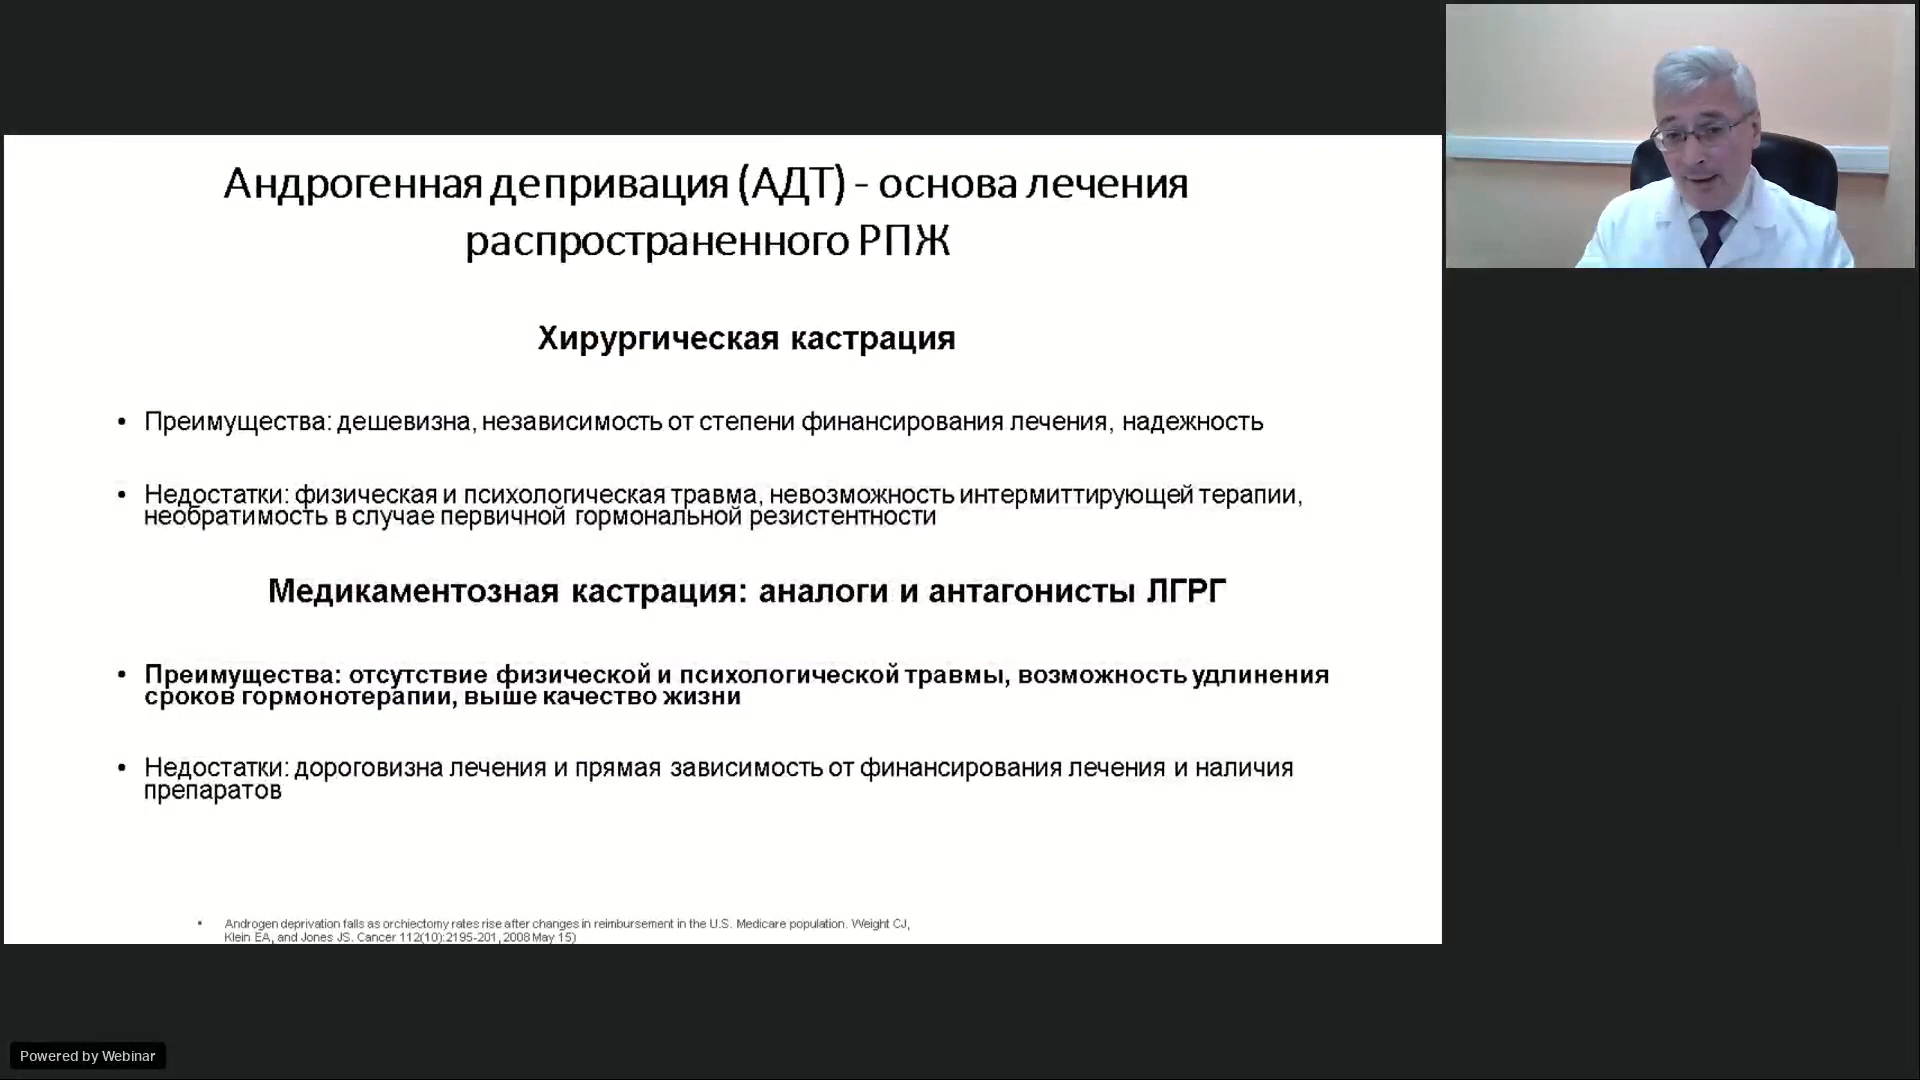 Андрогенная депривация (АДТ) - основа лечения
распространенного РПЖ
Хирургическая кастрация
• Преимущества: дешевизна, независимость от степени финансирования лечения, надежность
• Недостатки: физическая и психологическая травма, невозможность интермиттирующей терапии,
необратимость в случае первичной гормональной резистентности
Медикаментозная кастрация: аналоги и антагонисты ЛГРГ
• Преимущества: отсутствие физической и психологической травмы, возможность удлинения
сроков гормонотерапии, выше качество жизни
• Недостатки: дороговизна лечения и прямая зависимость от финансирования лечения и наличия
препаратов
• Androgen deprivation falls as orchiectomy rates rise after changes in reimbursement in the U.S. Medicare population. Weight CJ,
Klein EA, and Jones JS. Cancer 112(10):2195-201, 2008 May 15)
Powered by Webinar